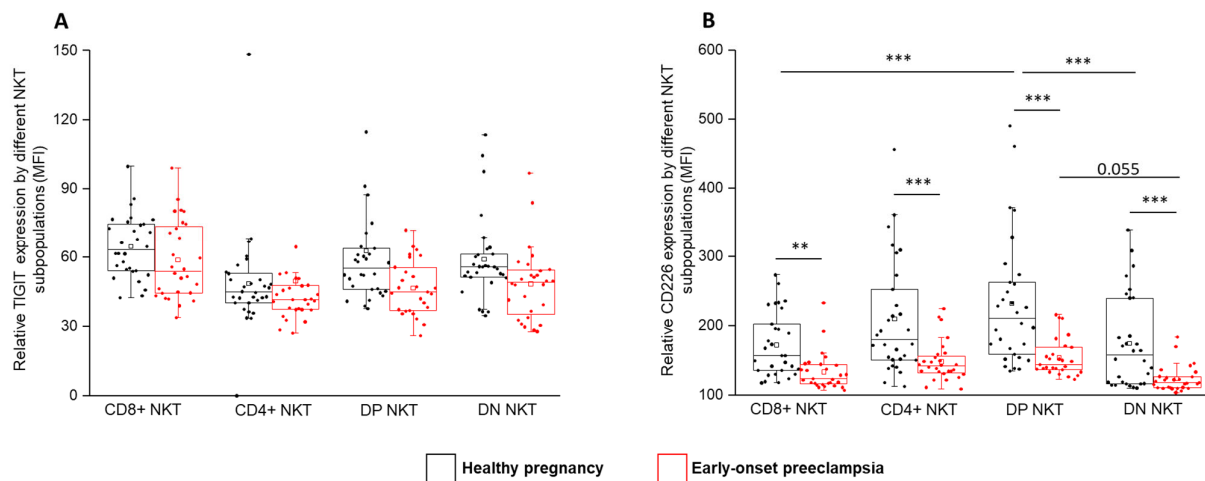 A
Relative TIGIT expression by different NKT
subpopulations (MFI)
150
120
90
60
30
0
CD8+ NKT
CD4+ NKT
DP NKT
DN NKT
B
Relative CD226 expression by different NKT
subpopulations (MFI)
600
500
400
300
200
100
***
***
***
0.055
***
***
**
CD8+ NKT
CD4+ NKT
DP NKT
DN NKT
Healthy pregnancy
Early-onset preeclampsia